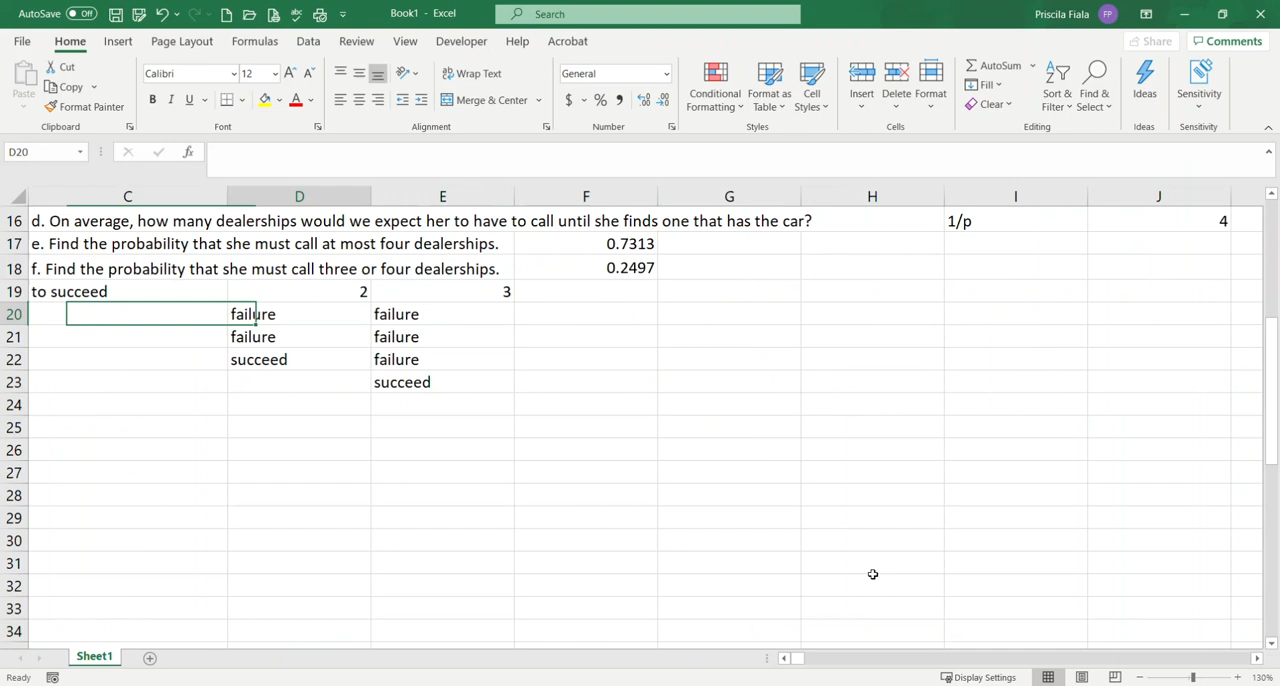 AutoSave Off Book1 - Excel Search Priscila Fiala FP
File Home Insert Page Layout Formulas Data Review View Developer Help Acrobat Share Comments
Paste Cut Copy Format Painter Clipboard
Calibri 12 A A B I U A Font
Wrap Text Merge & Center Alignment
General $ % 9 Number
Conditional Formatting Format as Table Cell Styles Styles
Insert Delete Format Cells
AutoSum Fill Clear Sort & Filter Find & Select Editing
Ideas Ideas
Sensitivity Sensitivity
D20 fx
C D E F G H I J
16 d. On average, how many dealerships would we expect her to have to call until she finds one that has the car? 1/p 4
17 e. Find the probability that she must call at most four dealerships. 0.7313
18 f. Find the probability that she must call three or four dealerships. 0.2497
19 to succeed 2 3
20 failure failure
21 failure failure
22 succeed failure
23 succeed
24
25
26
27
28
29
30
31
32
33
34
Sheet1
Ready Display Settings 130%